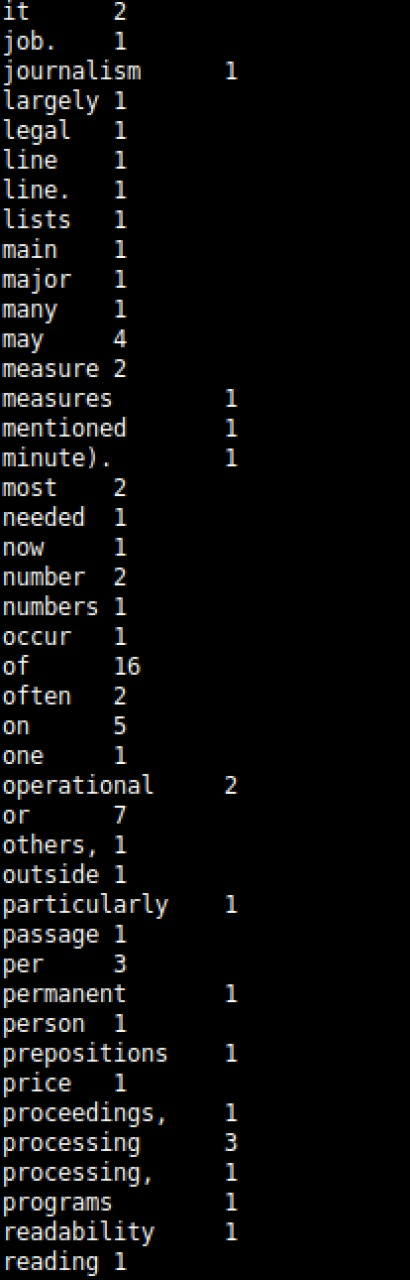 it 2
job. 1
journalism 1
largely 1
legal 1
line 1
line. 1
lists 1
main 1
major 1
many 1
may 4
measure 2
measures 1
mentioned 1
minute). 1
most 2
needed 1
now 1
number 2
numbers 1
occur 1
of 16
often 2
on 5
one 1
operational 2
or 7
others, 1
outside 1
particularly 1
passage 1
per 3
permanent 1
person 1
prepositions 1
price 1
proceedings, 1
processing 3
processing, 1
programs 1
readability 1
reading 1